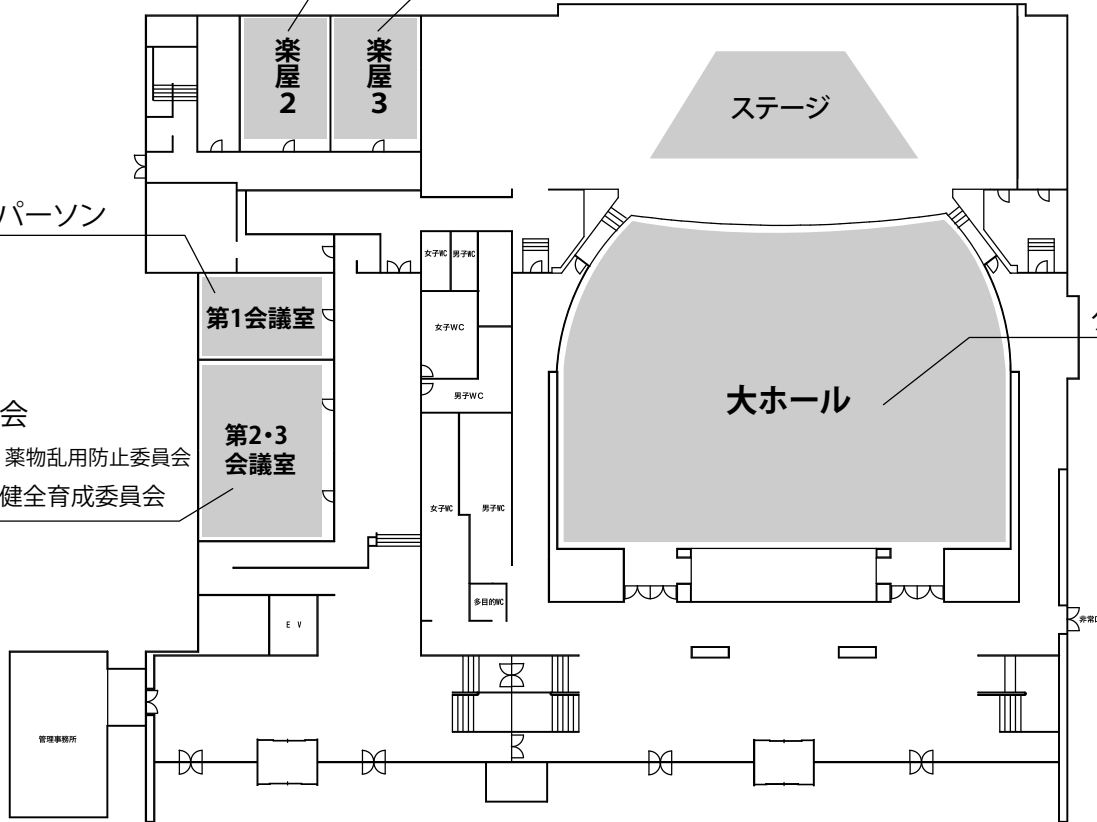 楽屋2
楽屋3
ステージ
パーソン
女子WC
男子WC
第1会議室
女子WC
大ホール
男子WC
会
第2・3
会議室
薬物乱用防止委員会
健全育成委員会
女子WC
男子WC
多目的WC
EV
非常口
管理事務所